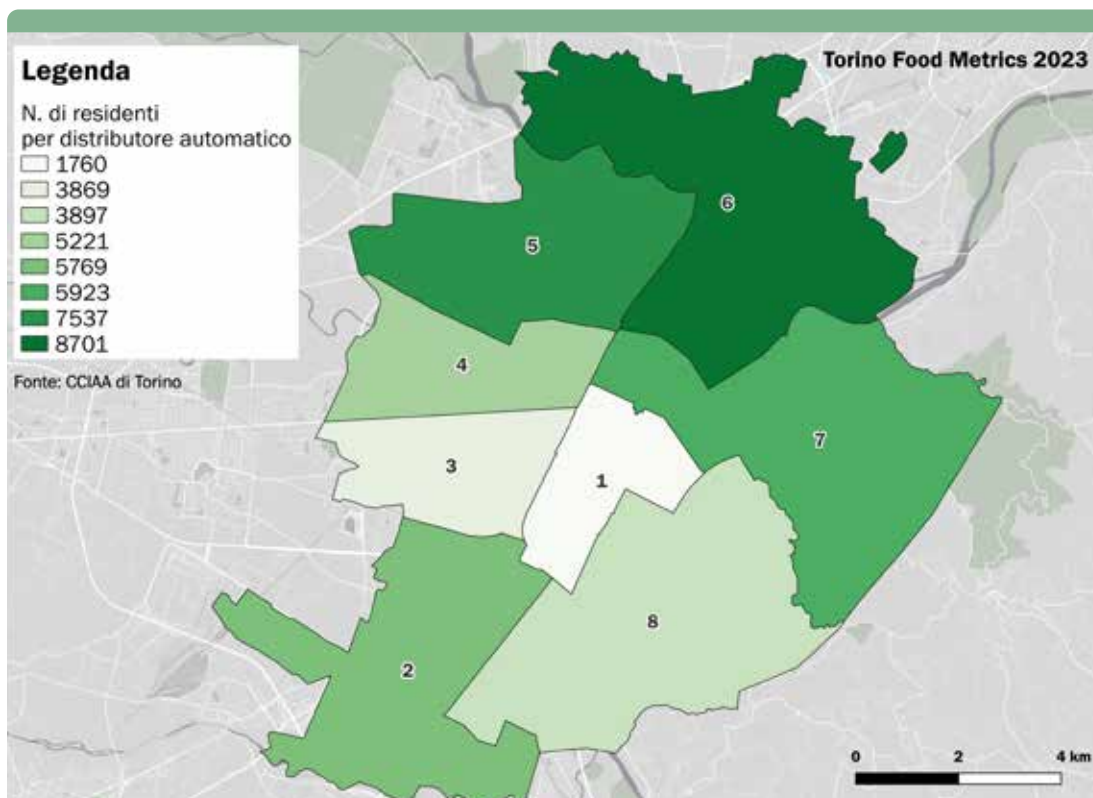 Torino Food Metrics 2023
Legenda
N. di residenti
per distributore automatico
1760
3869
3897
5221
5769
5923
7537
8701
Fonte: CCIAA di Torino
6
5
4
7
3
1
8
2
0 2 4 km